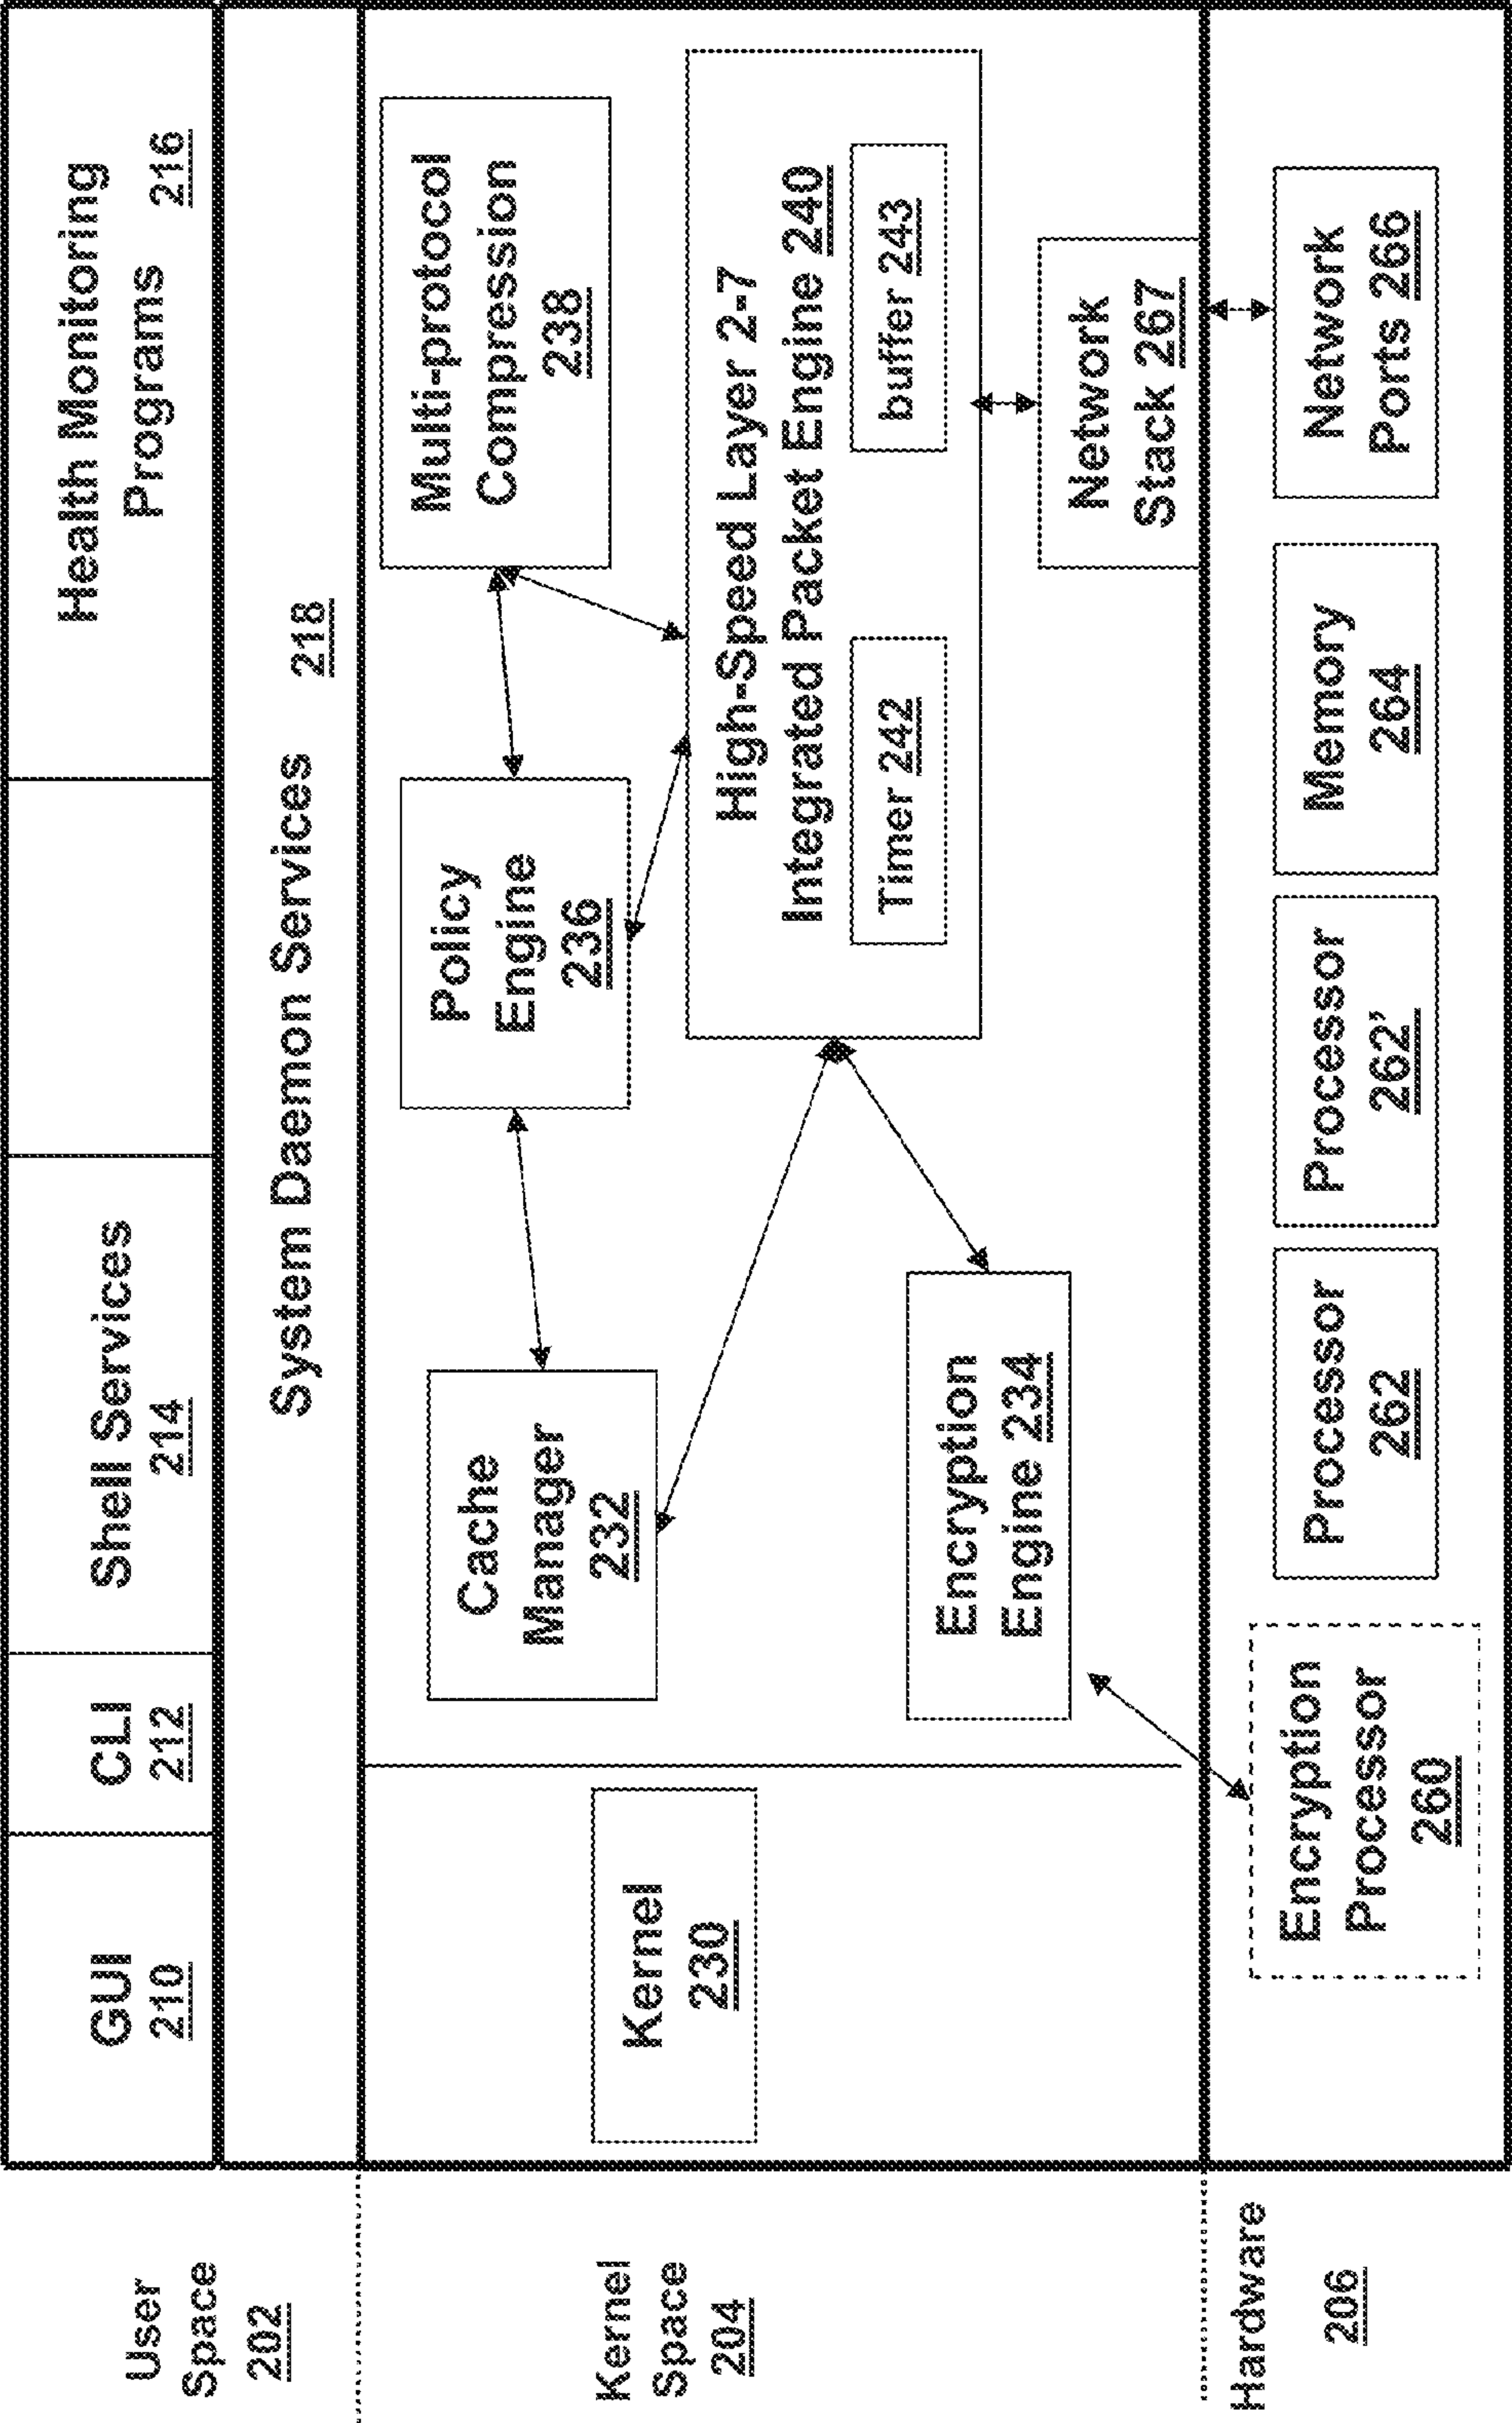 User
Space
202
GUI
210
CLI
212
Shell Services
214
Health Monitoring
Programs 216
System Daemon Services 218
Kernel
Space
204
Kernel
230
Cache
Manager
232
Policy
Engine
236
Multi-protocol
Compression
238
High-Speed Layer 2-7
Integrated Packet Engine 240
Timer 242
buffer 243
Encryption
Engine 234
Network
Stack 267
Hardware
206
Encryption
Processor
260
Processor
262
Processor
262’
Memory
264
Network
Ports 266